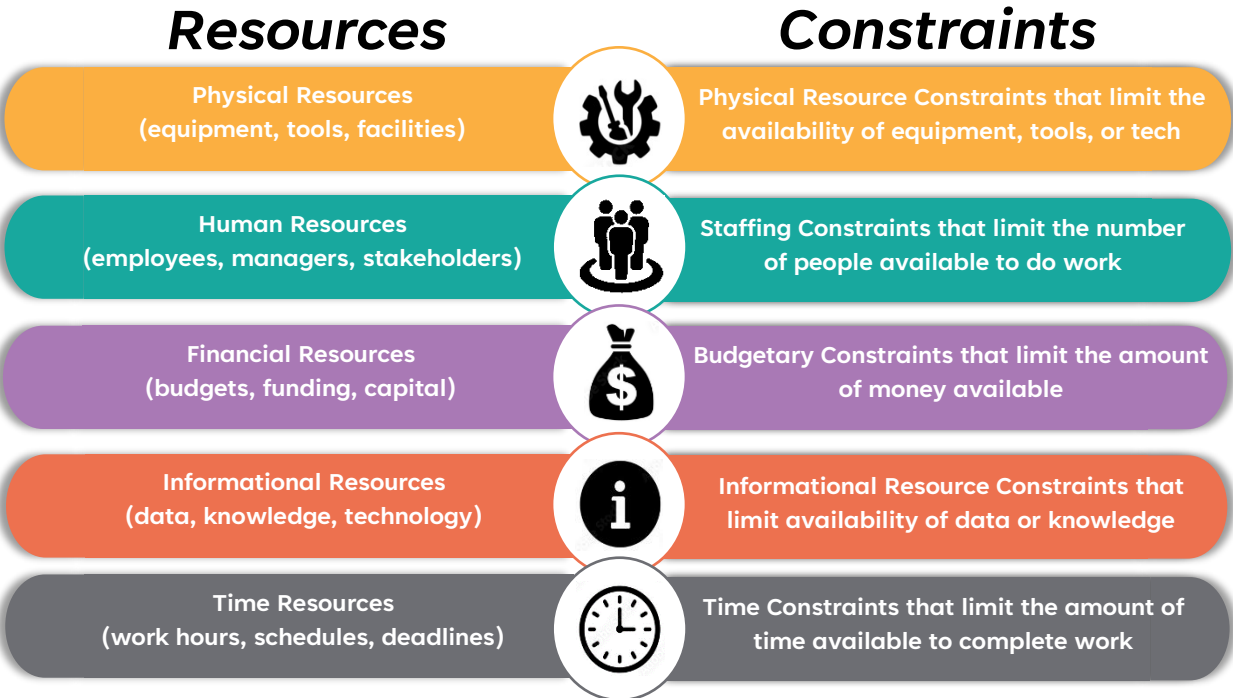 Resources
Constraints
Physical Resources
(equipment, tools, facilities)
Physical Resource Constraints that limit the
availability of equipment, tools, or tech
Human Resources
(employees, managers, stakeholders)
Staffing Constraints that limit the number
of people available to do work
Financial Resources
(budgets, funding, capital)
$
Budgetary Constraints that limit the amount
of money available
Informational Resources
(data, knowledge, technology)
i
Informational Resource Constraints that
limit availability of data or knowledge
Time Resources
(work hours, schedules, deadlines)
Time Constraints that limit the amount of
time available to complete work